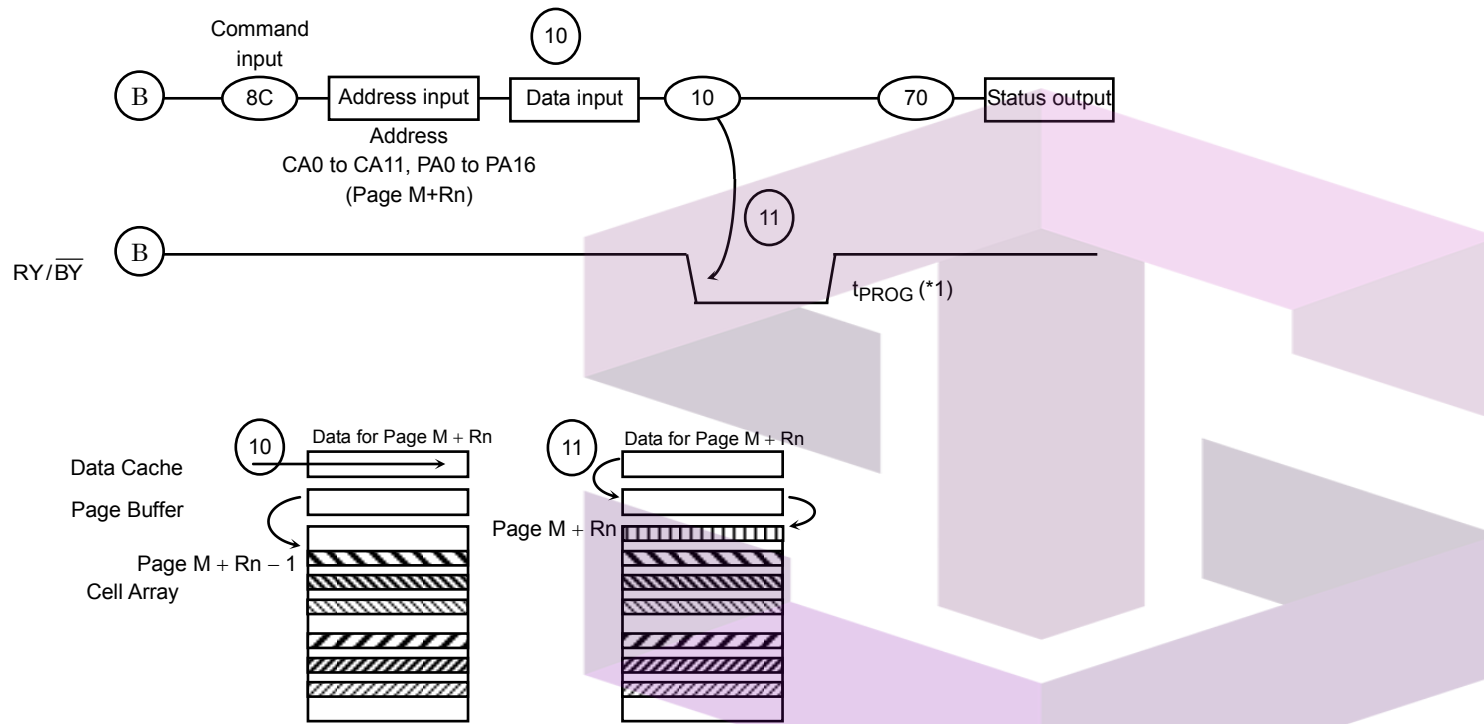 Command
input
10
B
8C
Address input
Data input
10
70
Status output
Address
CA0 to CA11, PA0 to PA16
(Page M+Rn)
11
B
RY/BY
tPROG (*1)
10
Data for Page M + Rn
11
Data for Page M + Rn
Data Cache
Page Buffer
Page M + Rn
Page M + Rn − 1
Cell Array